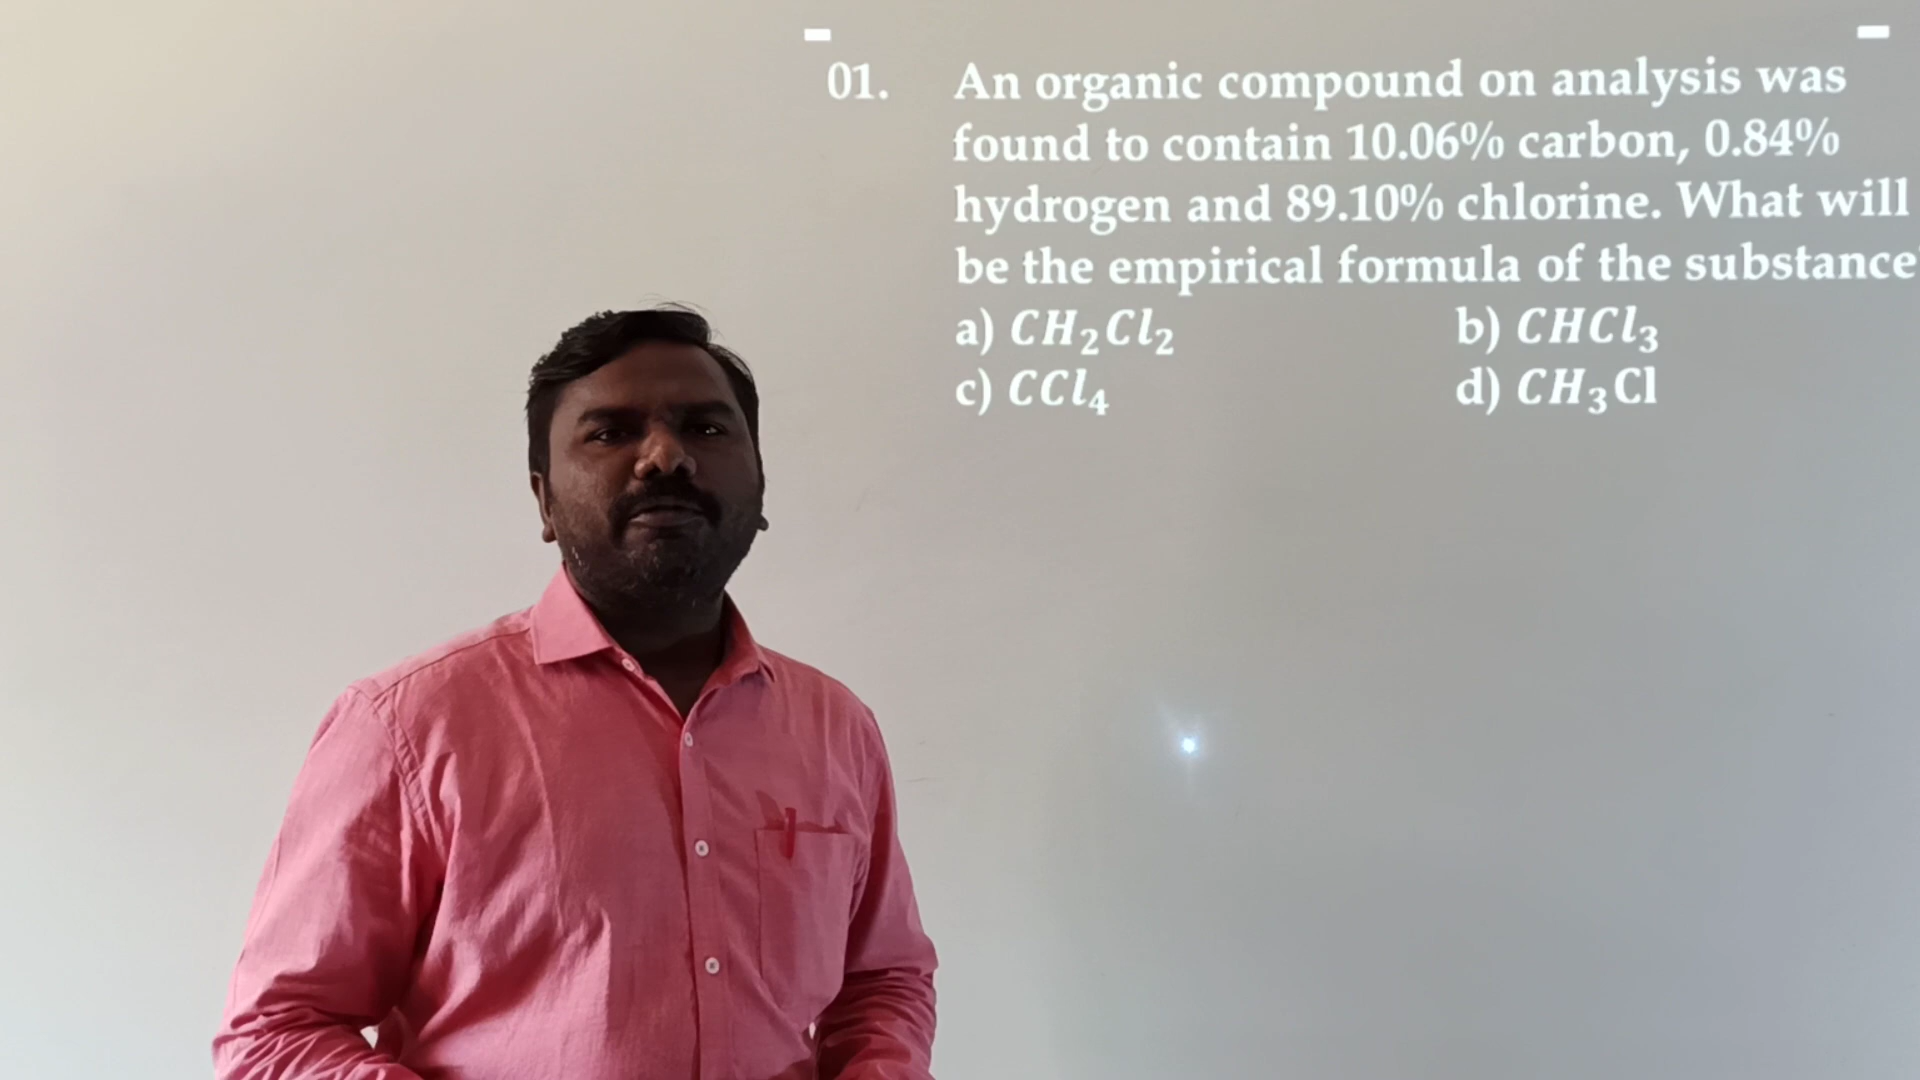 01. An organic compound on analysis was
found to contain 10.06% carbon, 0.84%
hydrogen and 89.10% chlorine. What will
be the empirical formula of the substance
a) CH₂Cl₂ b) CHCl₃
c) CCl₄ d) CH₃Cl